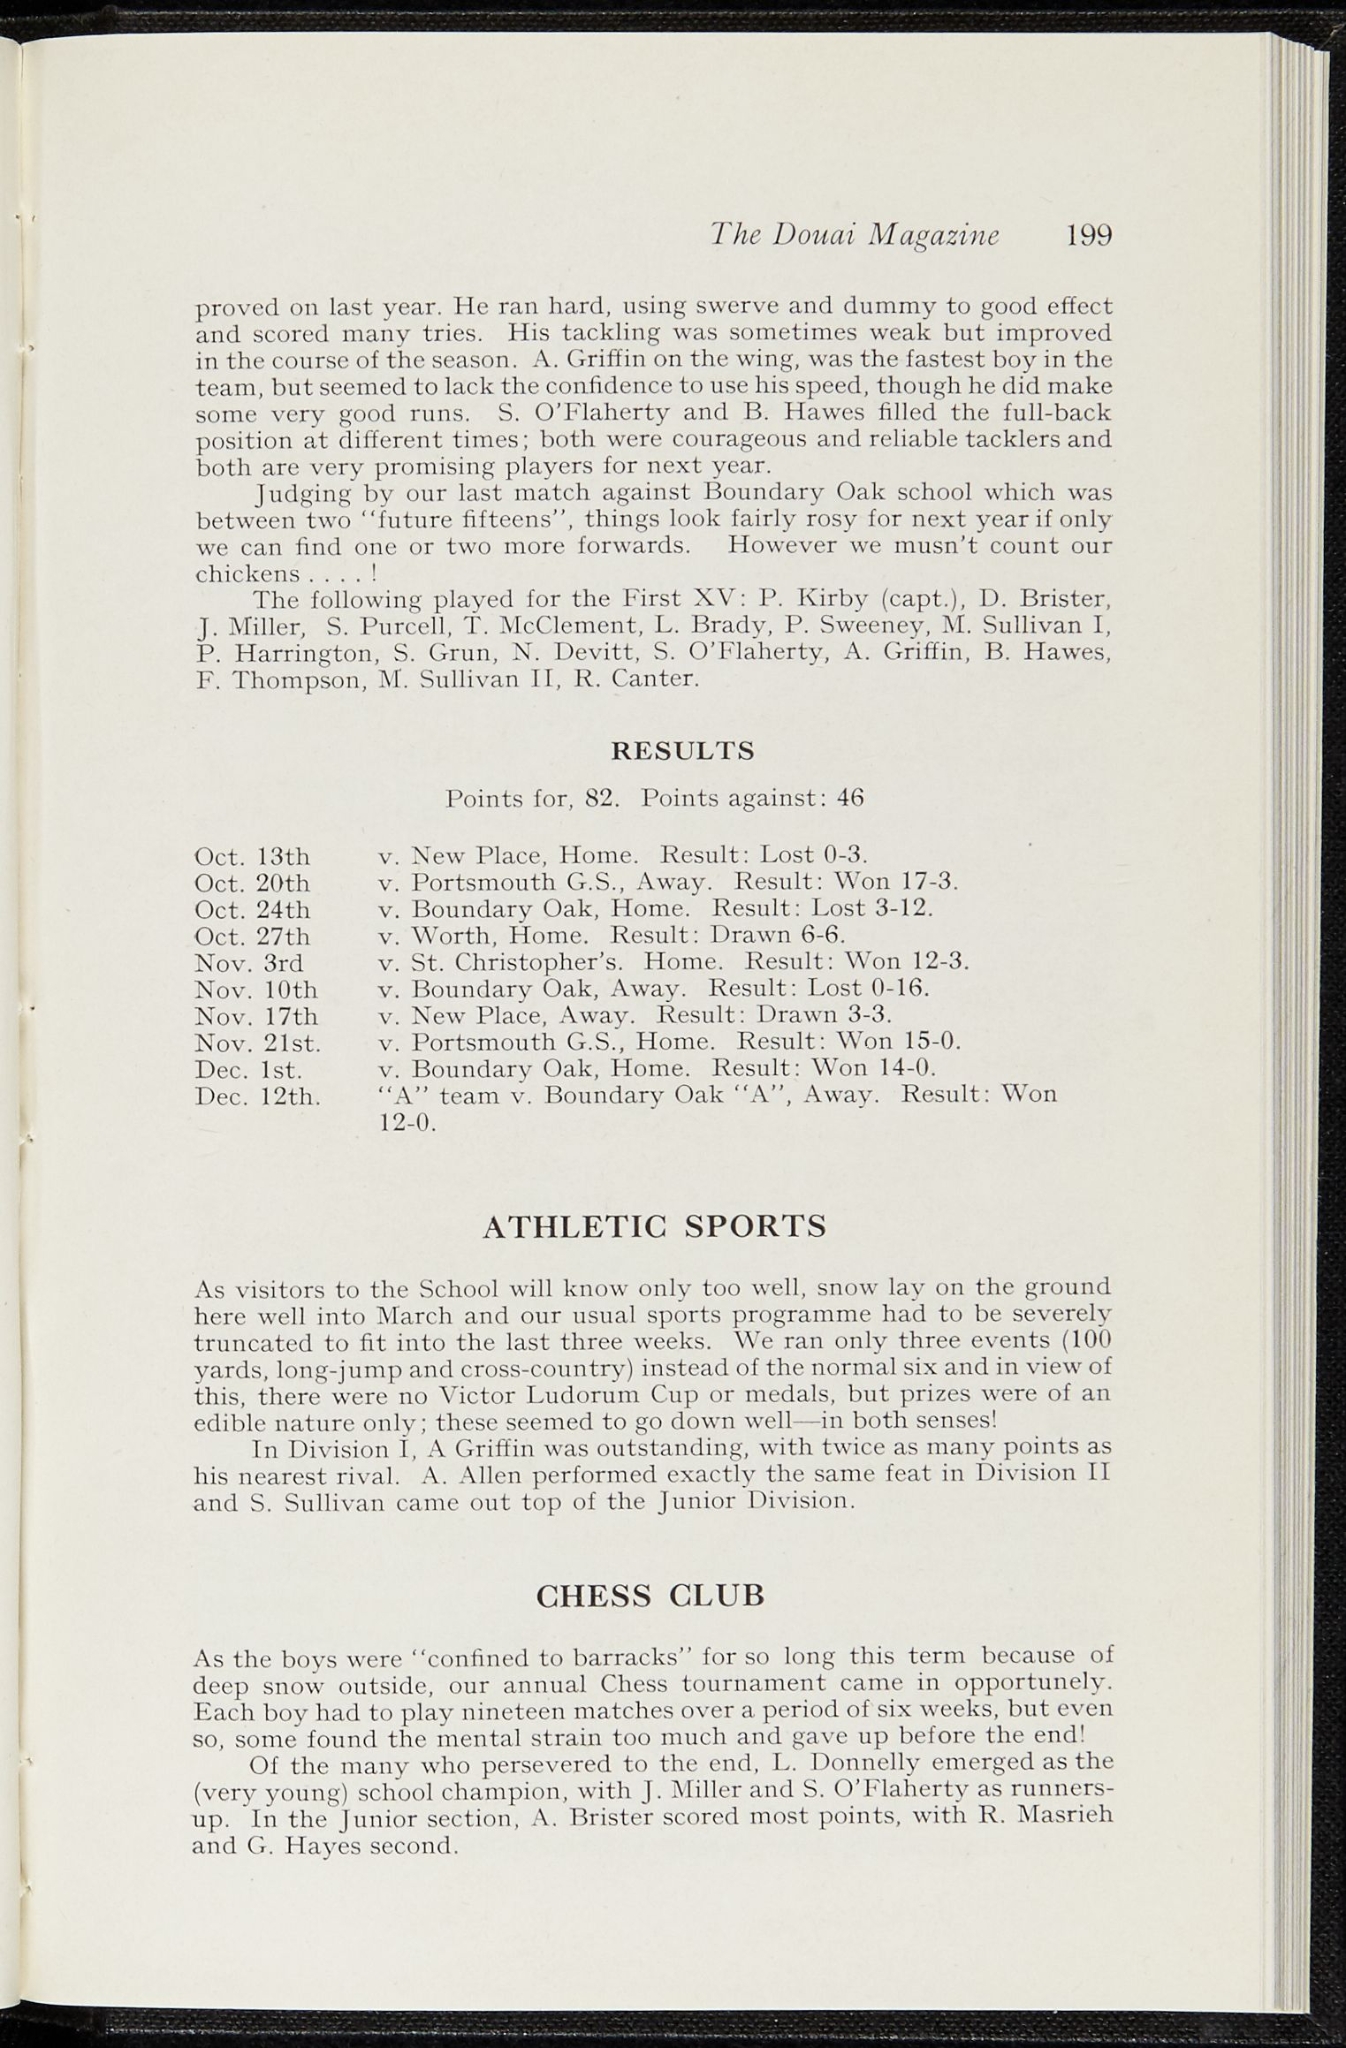 The Douai Magazine 199
proved on last year. He ran hard, using swerve and dummy to good effect
and scored many tries. His tackling was sometimes weak but improved
in the course of the season. A. Griffin on the wing, was the fastest boy in the
team, but seemed to lack the confidence to use his speed, though he did make
some very good runs. S. O'Flaherty and B. Hawes filled the full-back
position at different times; both were courageous and reliable tacklers and
both are very promising players for next year.
Judging by our last match against Boundary Oak school which was
between two "future fifteens", things look fairly rosy for next year if only
we can find one or two more forwards. However we musn't count our
chickens . . . . !
The following played for the First XV: P. Kirby (capt.), D. Brister,
J. Miller, S. Purcell, T. McClement, L. Brady, P. Sweeney, M. Sullivan I,
P. Harrington, S. Grun, N. Devitt, S. O'Flaherty, A. Griffin, B. Hawes,
F. Thompson, M. Sullivan II, R. Canter.
RESULTS
Points for, 82. Points against: 46
Oct. 13th v. New Place, Home. Result: Lost 0-3.
Oct. 20th v. Portsmouth G.S., Away. Result: Won 17-3.
Oct. 24th v. Boundary Oak, Home. Result: Lost 3-12.
Oct. 27th v. Worth, Home. Result: Drawn 6-6.
Nov. 3rd v. St. Christopher's. Home. Result: Won 12-3.
Nov. 10th v. Boundary Oak, Away. Result: Lost 0-16.
Nov. 17th v. New Place, Away. Result: Drawn 3-3.
Nov. 21st. v. Portsmouth G.S., Home. Result: Won 15-0.
Dec. 1st. v. Boundary Oak, Home. Result: Won 14-0.
Dec. 12th. "A" team v. Boundary Oak "A", Away. Result: Won
12-0.
ATHLETIC SPORTS
As visitors to the School will know only too well, snow lay on the ground
here well into March and our usual sports programme had to be severely
truncated to fit into the last three weeks. We ran only three events (100
yards, long-jump and cross-country) instead of the normal six and in view of
this, there were no Victor Ludorum Cup or medals, but prizes were of an
edible nature only; these seemed to go down well—in both senses!
In Division I, A Griffin was outstanding, with twice as many points as
his nearest rival. A. Allen performed exactly the same feat in Division II
and S. Sullivan came out top of the Junior Division.
CHESS CLUB
As the boys were "confined to barracks" for so long this term because of
deep snow outside, our annual Chess tournament came in opportunely.
Each boy had to play nineteen matches over a period of six weeks, but even
so, some found the mental strain too much and gave up before the end!
Of the many who persevered to the end, L. Donnelly emerged as the
(very young) school champion, with J. Miller and S. O'Flaherty as runners-
up. In the Junior section, A. Brister scored most points, with R. Masrieh
and G. Hayes second.